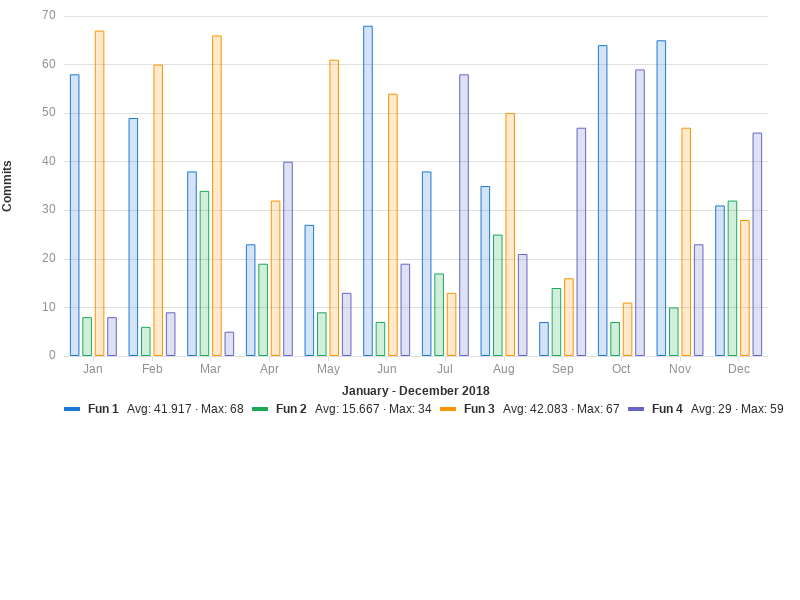 70
60
50
40
30
20
10
0
Commits
Jan Feb Mar Apr May Jun Jul Aug Sep Oct Nov Dec
January - December 2018
Fun 1 Avg: 41.917 · Max: 68 Fun 2 Avg: 15.667 · Max: 34 Fun 3 Avg: 42.083 · Max: 67 Fun 4 Avg: 29 · Max: 59